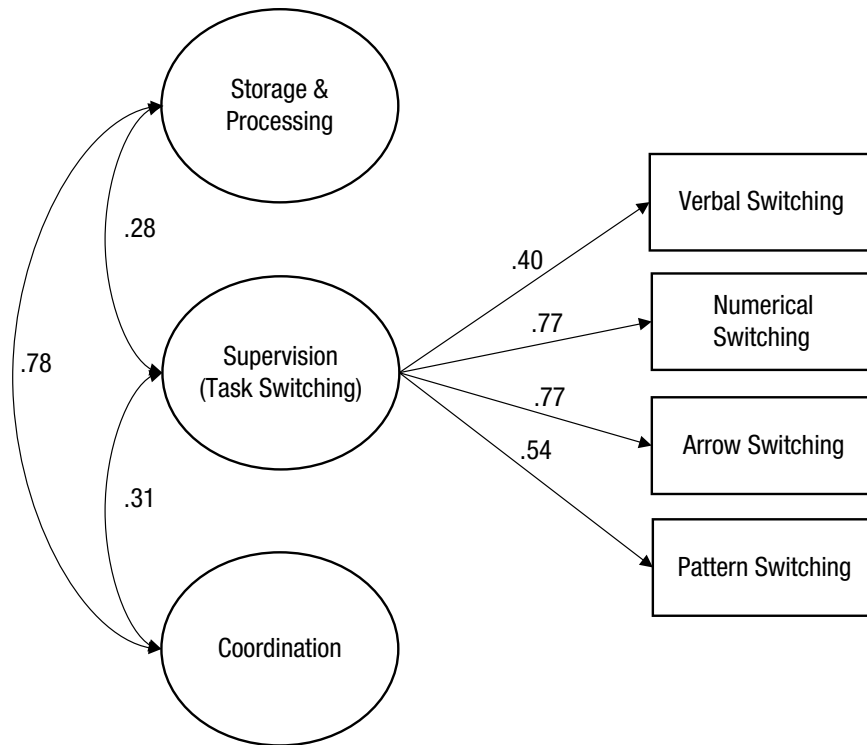 Storage &
Processing
Verbal Switching
.28
.40
Numerical
Switching
.77
Supervision
(Task Switching)
.78
.77
Arrow Switching
.54
.31
Pattern Switching
Coordination